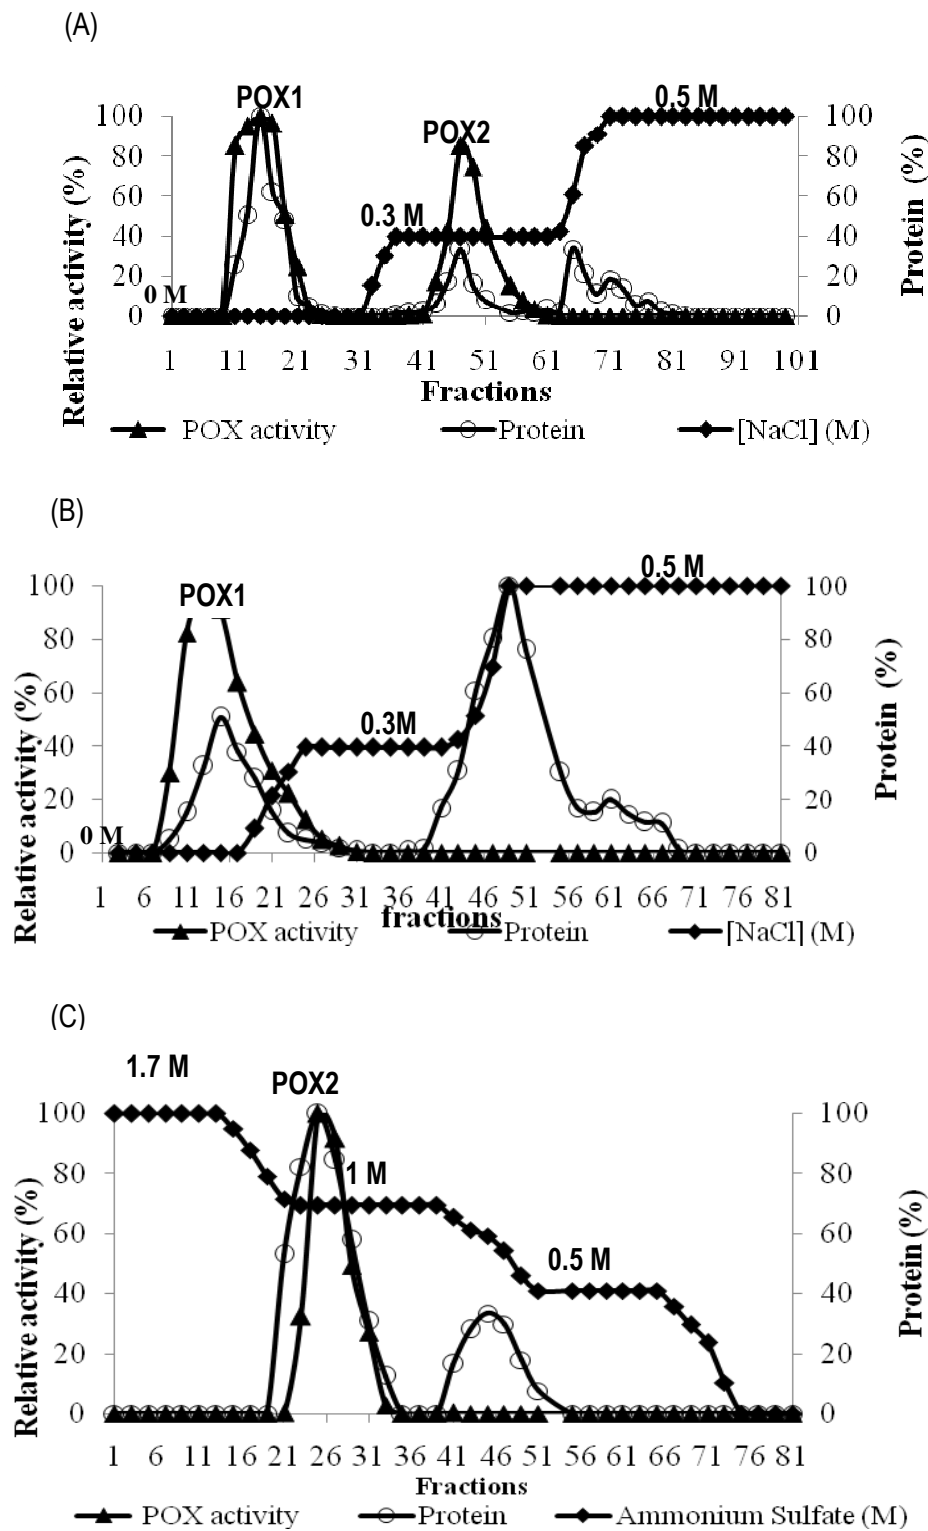 (A)
POX1
POX2
0.5 M
0.3 M
0 M
100 80 60 40 20 0
Relative activity (%)
100 80 60 40 20 0
Protein (%)
1 11 21 31 41 51 61 71 81 91 101
Fractions
POX activity Protein [NaCl] (M)
(B)
POX1
0.5 M
0.3M
0 M
100 80 60 40 20 0
Relative activity (%)
100 80 60 40 20 0
Protein (%)
1 6 11 16 21 26 31 36 41 46 51 56 61 66 71 76 81
fractions
POX activity Protein [NaCl] (M)
(C)
1.7 M
POX2
1 M
0.5 M
100 80 60 40 20 0
Relative activity (%)
100 80 60 40 20 0
Protein (%)
1 6 11 16 21 26 31 36 41 46 51 56 61 66 71 76 81
Fractions
POX activity Protein Ammonium Sulfate (M)